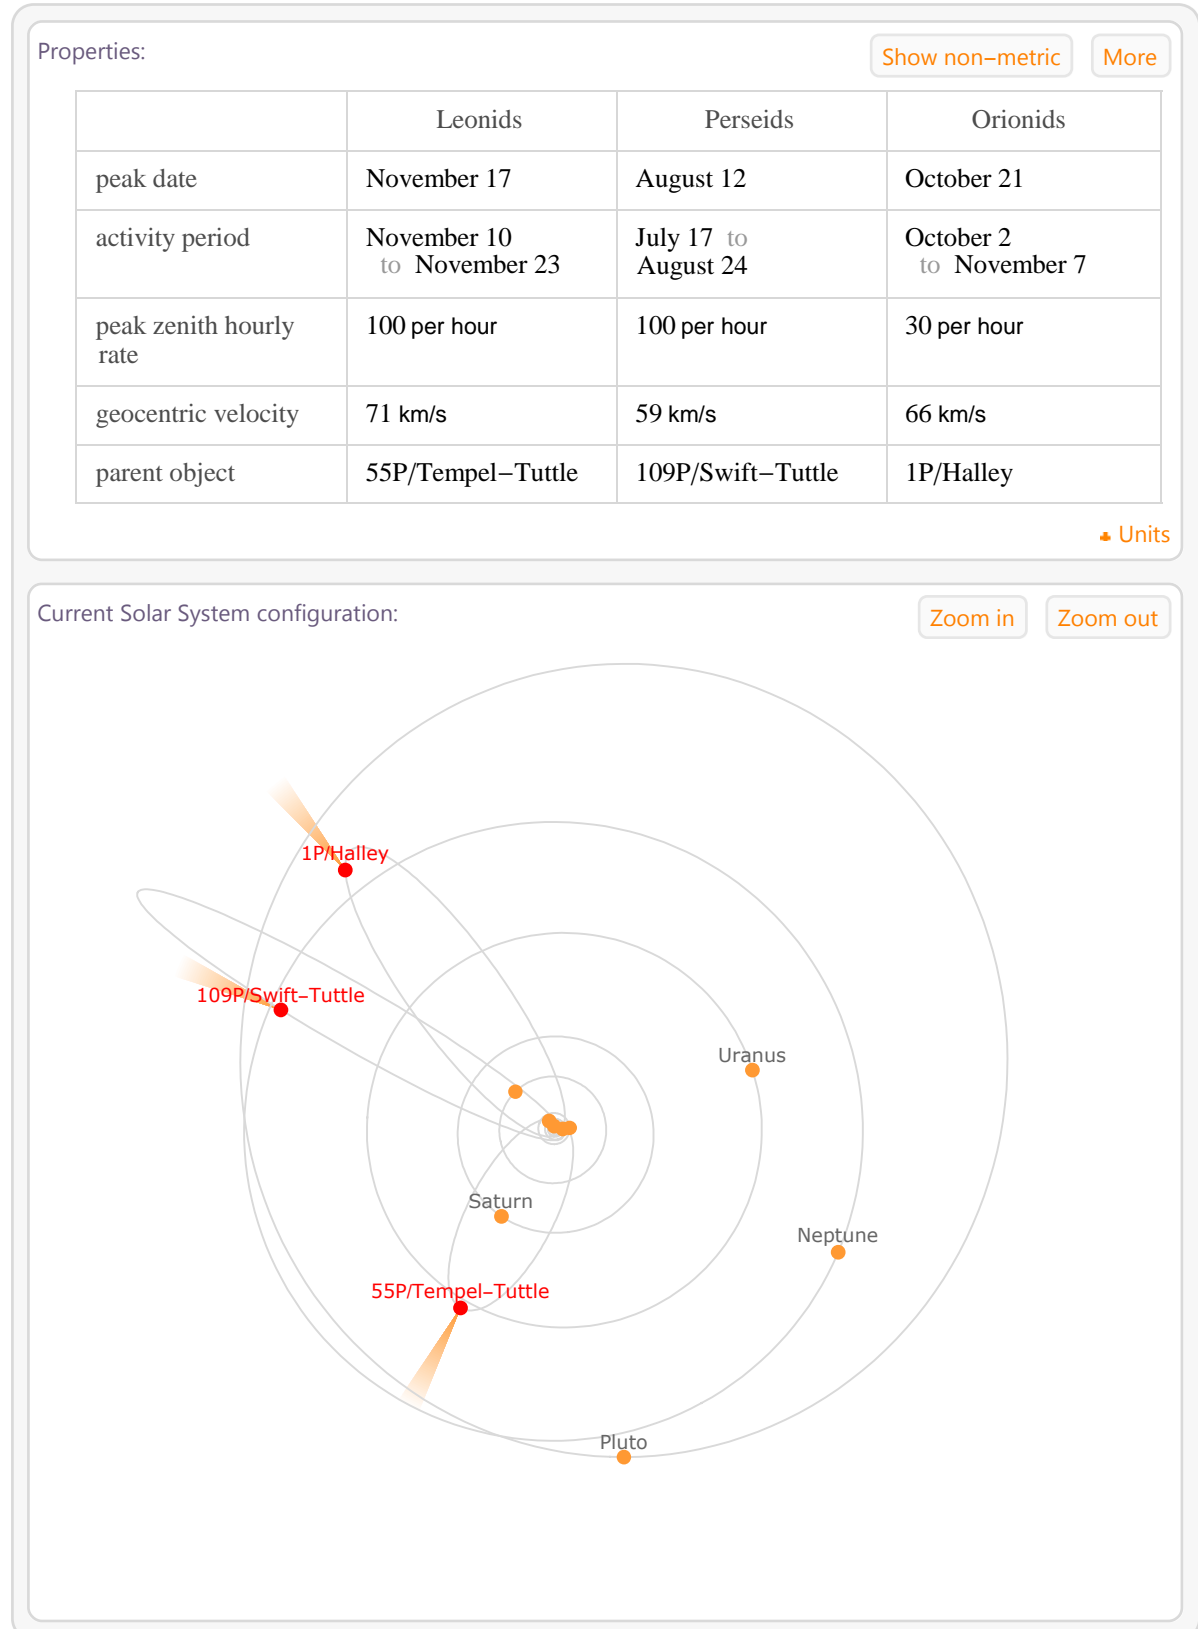 Properties:
Show non–metric
More
Leonids
Perseids
Orionids
peak date
November 17
August 12
October 21
activity period
November 10
to November 23
July 17 to
August 24
October 2
to November 7
peak zenith hourly
rate
100 per hour
100 per hour
30 per hour
geocentric velocity
71 km/s
59 km/s
66 km/s
parent object
55P/Tempel–Tuttle
109P/Swift–Tuttle
1P/Halley
Units
Current Solar System configuration:
Zoom in
Zoom out
1P/Halley
109P/Swift–Tuttle
Uranus
Saturn
Neptune
55P/Tempel–Tuttle
Pluto